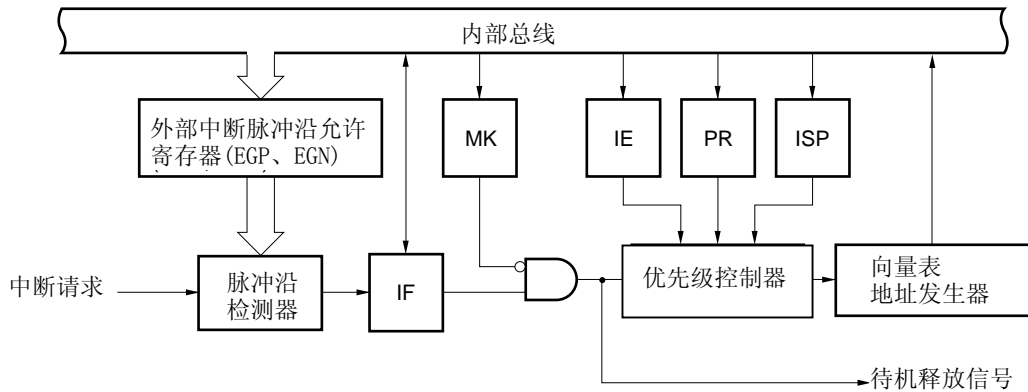 内部总线
外部中断脉冲沿允许
寄存器(EGP、EGN)
MK
IE
PR
ISP
中断请求
脉冲沿
检测器
IF
优先级控制器
向量表
地址发生器
待机释放信号